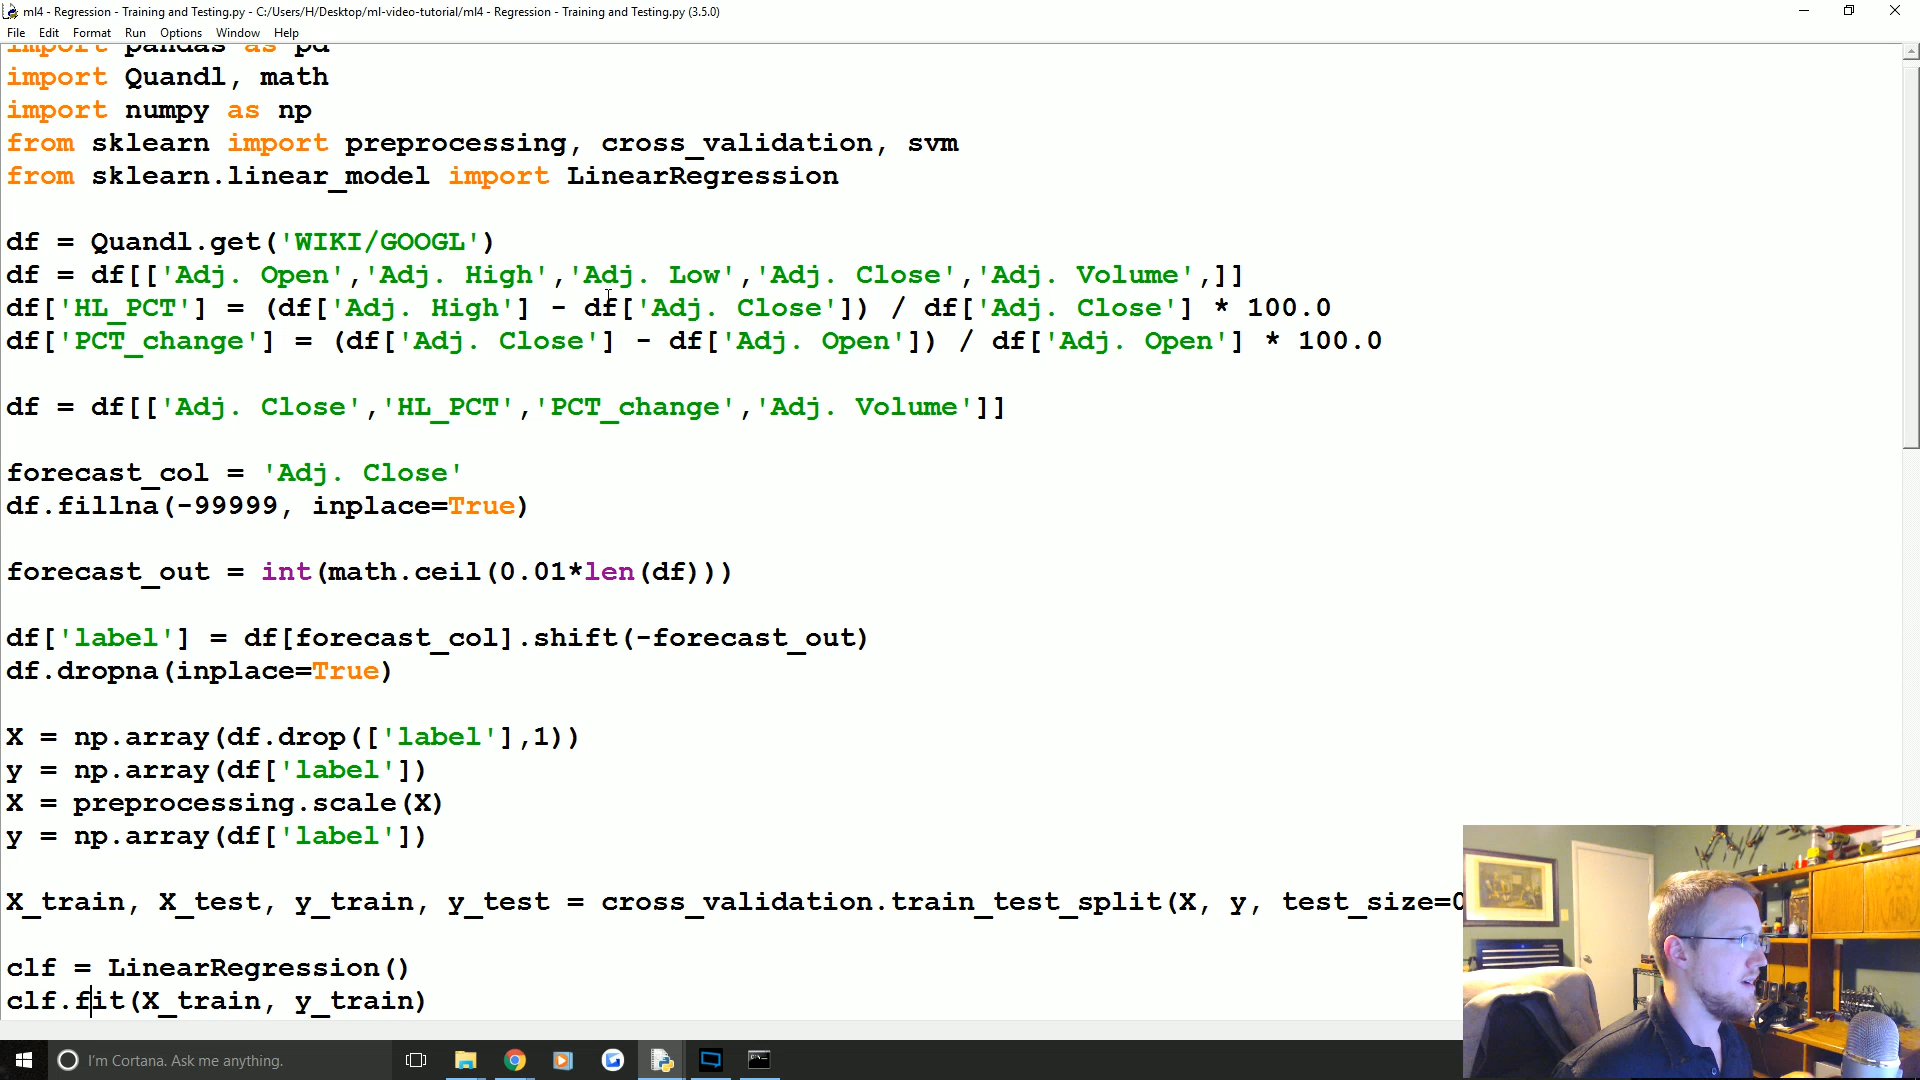 ml4 - Regression - Training and Testing.py - C:/Users/H/Desktop/ml-video-tutorial/ml4 - Regression - Training and Testing.py (3.5.0)
File Edit Format Run Options Window Help
import pandas as pd
import Quandl, math
import numpy as np
from sklearn import preprocessing, cross_validation, svm
from sklearn.linear_model import LinearRegression
df = Quandl.get('WIKI/GOOGL')
df = df[['Adj. Open','Adj. High','Adj. Low','Adj. Close','Adj. Volume',]]
df['HL_PCT'] = (df['Adj. High'] - df['Adj. Close']) / df['Adj. Close'] * 100.0
df['PCT_change'] = (df['Adj. Close'] - df['Adj. Open']) / df['Adj. Open'] * 100.0
df = df[['Adj. Close','HL_PCT','PCT_change','Adj. Volume']]
forecast_col = 'Adj. Close'
df.fillna(-99999, inplace=True)
forecast_out = int(math.ceil(0.01*len(df)))
df['label'] = df[forecast_col].shift(-forecast_out)
df.dropna(inplace=True)
X = np.array(df.drop(['label'],1))
y = np.array(df['label'])
X = preprocessing.scale(X)
y = np.array(df['label'])
X_train, X_test, y_train, y_test = cross_validation.train_test_split(X, y, test_size=0
clf = LinearRegression()
clf.fit(X_train, y_train)
I'm Cortana. Ask me anything.